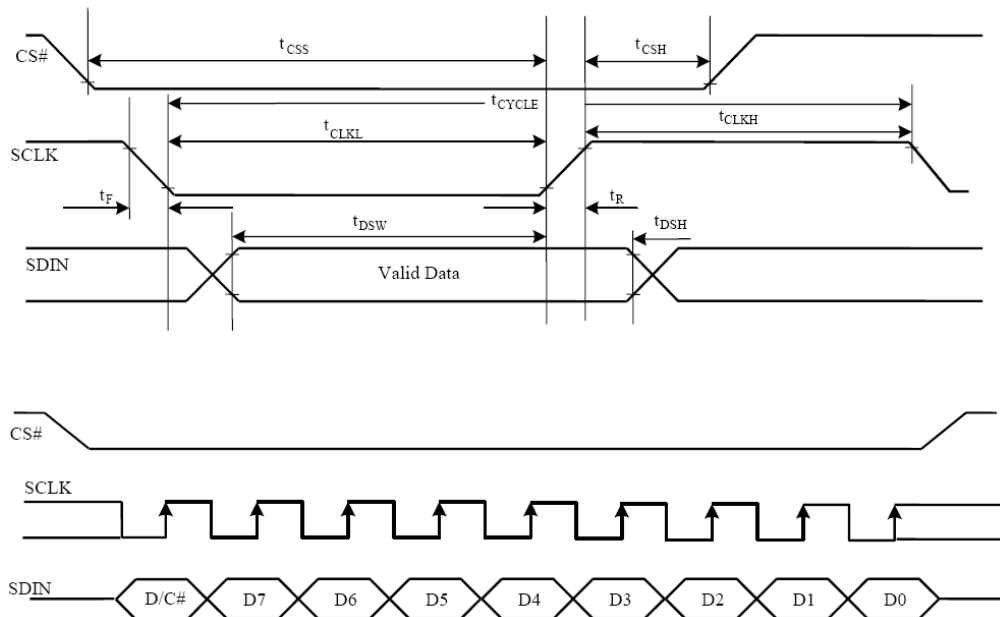 CS#
tCSS
tCSH
tCYCLE
tCLKL
tCLKH
SCLK
tF
tR
tDSW
tDSH
SDIN
Valid Data
CS#
SCLK
SDIN
D/C# D7 D6 D5 D4 D3 D2 D1 D0